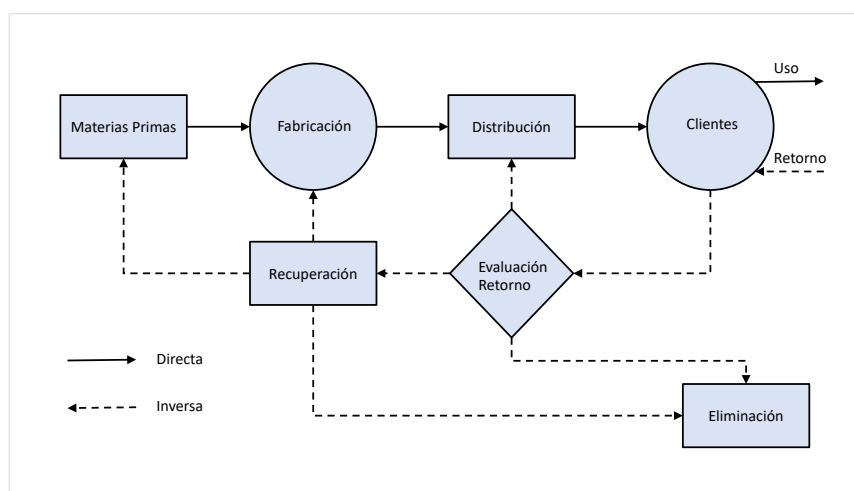 Uso
Materias Primas
Fabricación
Distribución
Clientes
Retorno
Recuperación
Evaluación
Retorno
Directa
Inversa
Eliminación